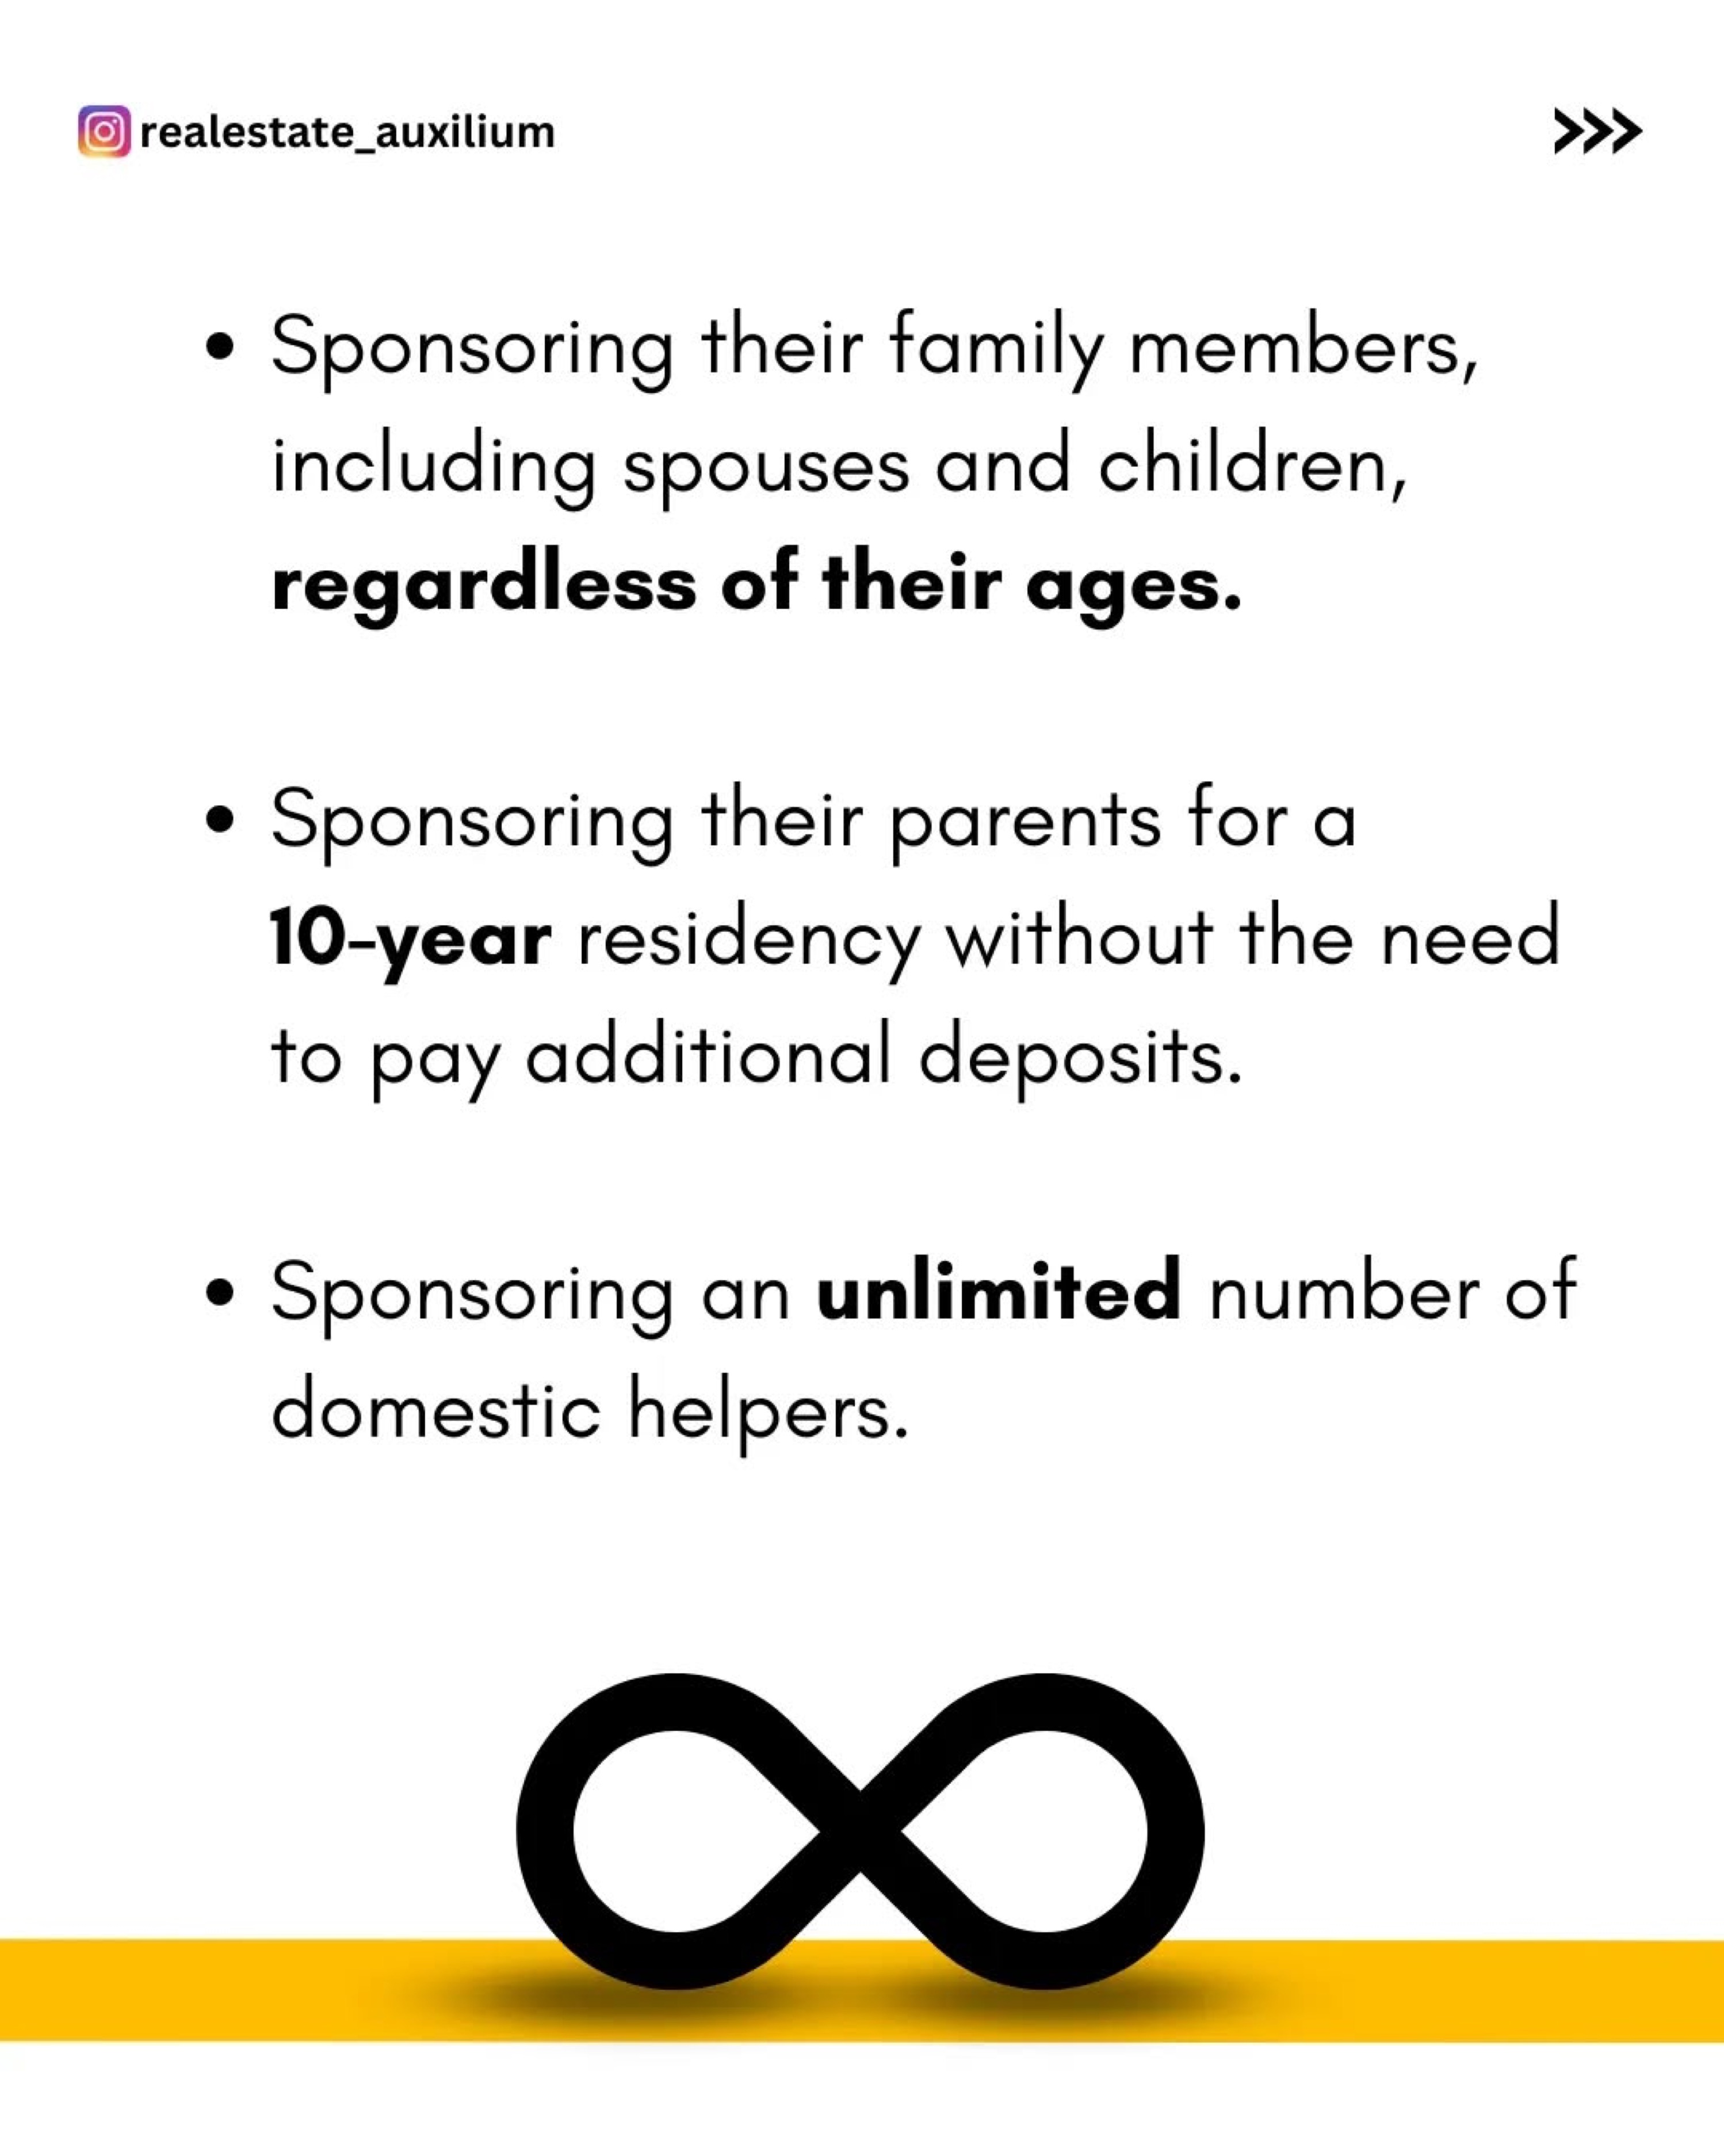 realestate_auxilium
>>>
• Sponsoring their family members,
including spouses and children,
regardless of their ages.
• Sponsoring their parents for a
10-year residency without the need
to pay additional deposits.
• Sponsoring an unlimited number of
domestic helpers.